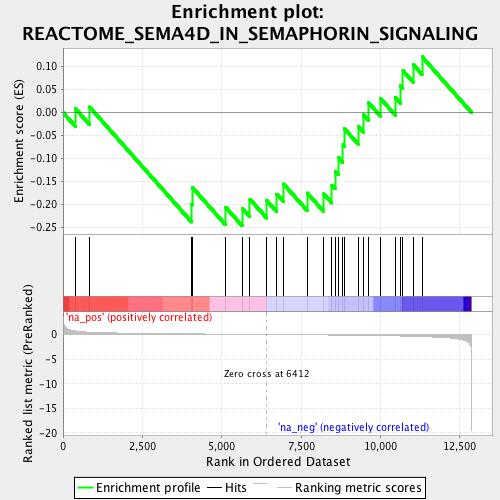 Enrichment plot:
REACTOME_SEMA4D_IN_SEMAPHORIN_SIGNALING
Enrichment score (ES)
0.10
0.05
0.00
-0.05
-0.10
-0.15
-0.20
-0.25
'na_pos' (positively correlated)
Ranked list metric (PreRanked)
0
-5
-10
-15
-20
Zero cross at 6412
'na_neg' (negatively correlated)
0
2,500
5,000
7,500
10,000
12,500
Rank in Ordered Dataset
Enrichment profile
Hits
Ranking metric scores